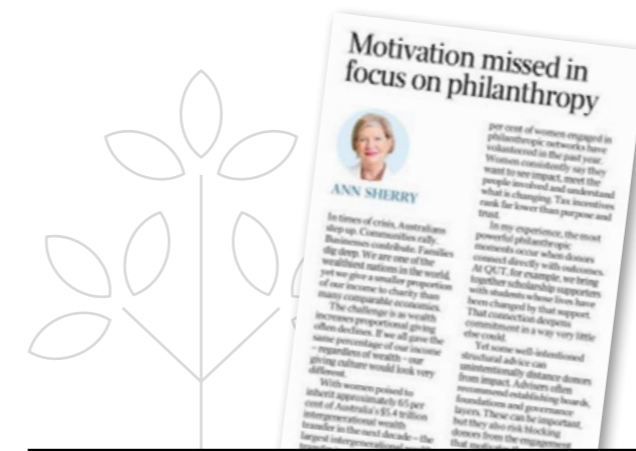 Motivation missed in
focus on philanthropy
ANN SHERRY
In times of crisis, Australians
step up. Communities rally.
Businesses contribute. Families
dig deep. We are one of the
wealthiest nations in the world,
yet we give a smaller proportion
of our income to charity than
many comparable economies.
The challenge is as wealth
increases proportional giving
often declines. If we all gave the
same percentage of our income
– regardless of wealth – our
giving culture would look very
different.
With women poised to
inherit approximately 65 per
cent of Australia's $5.4 trillion
intergenerational wealth
transfer in the next decade – the
largest intergenerational wealth
per cent of women engaged in
philanthropic networks have
volunteered in the past year.
Women consistently say they
want to see impact, meet the
people involved and understand
what is changing. Tax incentives
rank far lower than purpose and
trust.
In my experience, the most
powerful philanthropic
moments occur when donors
connect directly with outcomes.
At QUT, for example, we bring
together scholarship supporters
with students whose lives have
been changed by that support.
That connection deepens
commitment in a way very little
else could.
Yet some well-intentioned
structural advice can
unintentionally distance donors
from impact. Advisers often
recommend establishing boards,
foundations and governance
layers. These can be important,
but they also risk blocking
donors from the engagement